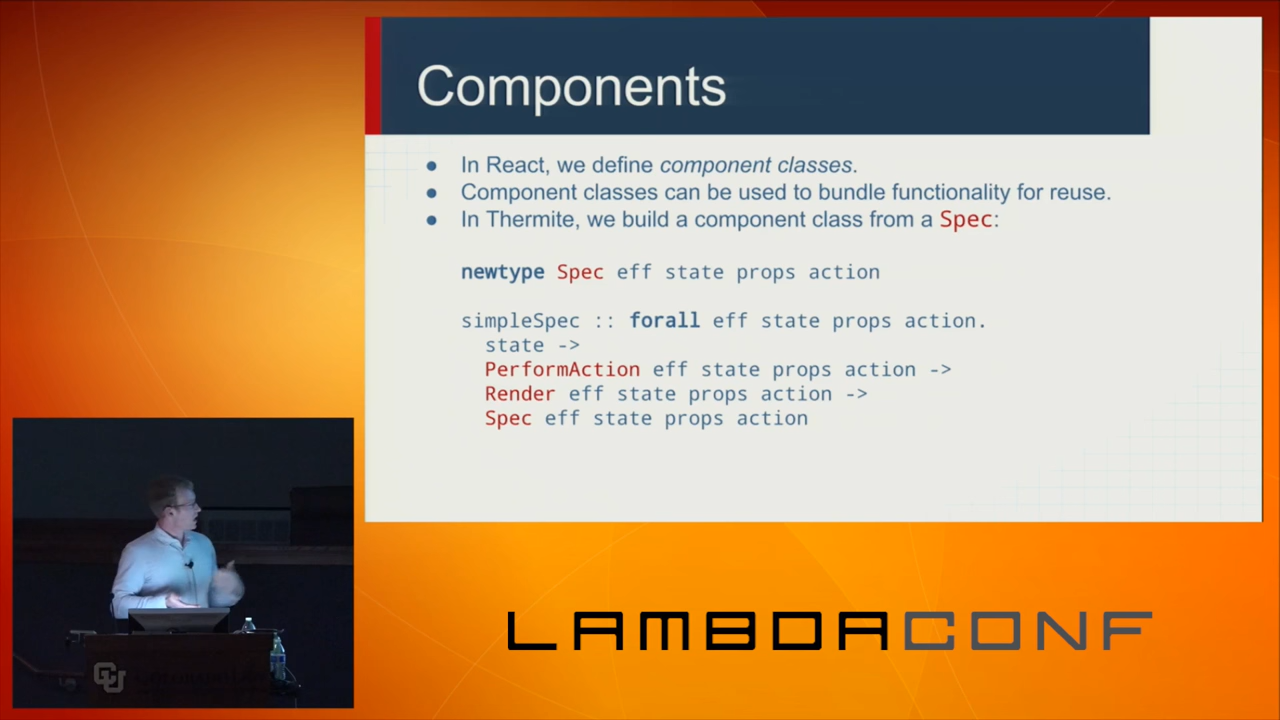 Components
● In React, we define component classes.
● Component classes can be used to bundle functionality for reuse.
● In Thermite, we build a component class from a Spec:
newtype Spec eff state props action
simpleSpec :: forall eff state props action.
state ->
PerformAction eff state props action ->
Render eff state props action ->
Spec eff state props action
CU
LAMBDACONF